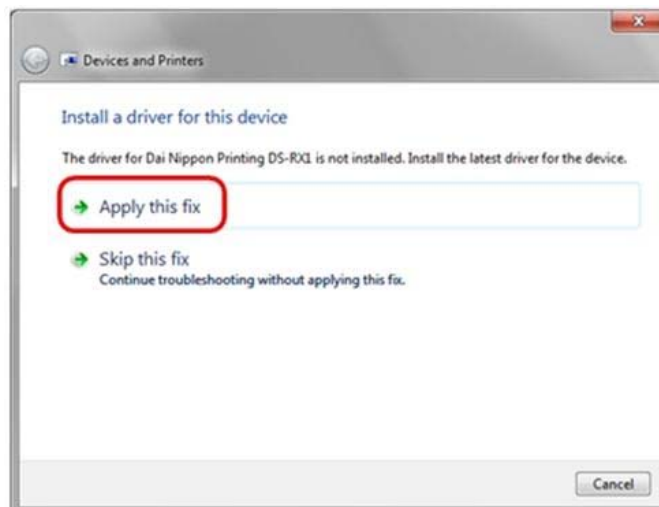 Devices and Printers
Install a driver for this device
The driver for Dai Nippon Printing DS-RX1 is not installed. Install the latest driver for the device.
Apply this fix
Skip this fix
Continue troubleshooting without applying this fix.
Cancel